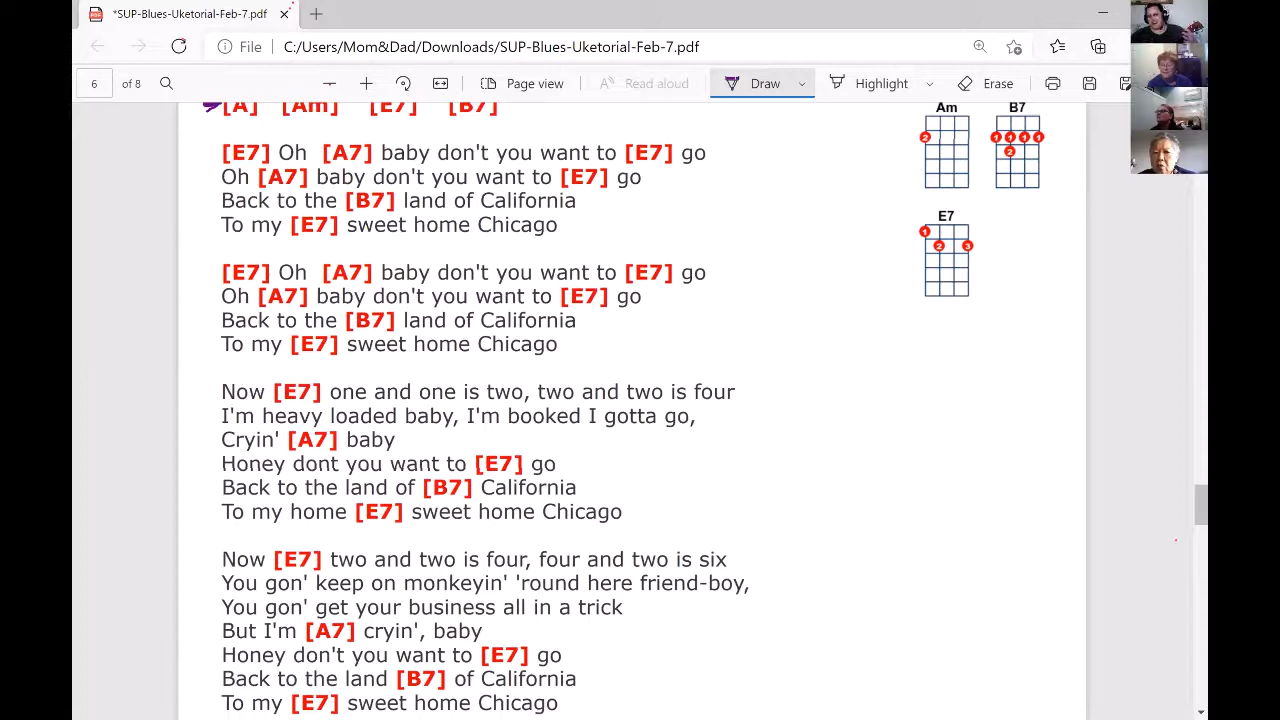 *SUP-Blues-Uketorial-Feb-7.pdf
File C:/Users/Mom&Dad/Downloads/SUP-Blues-Uketorial-Feb-7.pdf
6 of 8 Page view Read aloud Draw Highlight Erase
[A] [Am] [E7] [B7]
Am B7
2 1 1 1 1
2
E7
1
2 3
[E7] Oh [A7] baby don't you want to [E7] go
Oh [A7] baby don't you want to [E7] go
Back to the [B7] land of California
To my [E7] sweet home Chicago
[E7] Oh [A7] baby don't you want to [E7] go
Oh [A7] baby don't you want to [E7] go
Back to the [B7] land of California
To my [E7] sweet home Chicago
Now [E7] one and one is two, two and two is four
I'm heavy loaded baby, I'm booked I gotta go,
Cryin' [A7] baby
Honey dont you want to [E7] go
Back to the land of [B7] California
To my home [E7] sweet home Chicago
Now [E7] two and two is four, four and two is six
You gon' keep on monkeyin' 'round here friend-boy,
You gon' get your business all in a trick
But I'm [A7] cryin', baby
Honey don't you want to [E7] go
Back to the land [B7] of California
To my [E7] sweet home Chicago